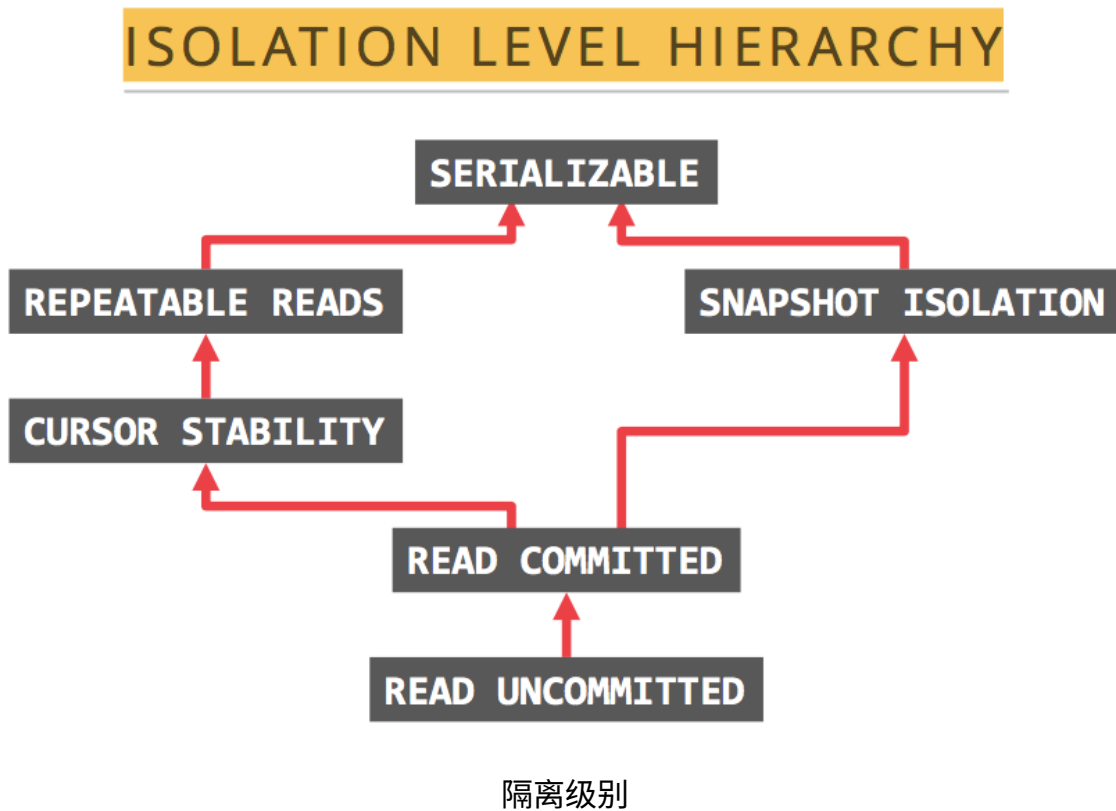 ISOLATION LEVEL HIERARCHY
SERIALIZABLE
REPEATABLE READS
SNAPSHOT ISOLATION
CURSOR STABILITY
READ COMMITTED
READ UNCOMMITTED
隔离级别